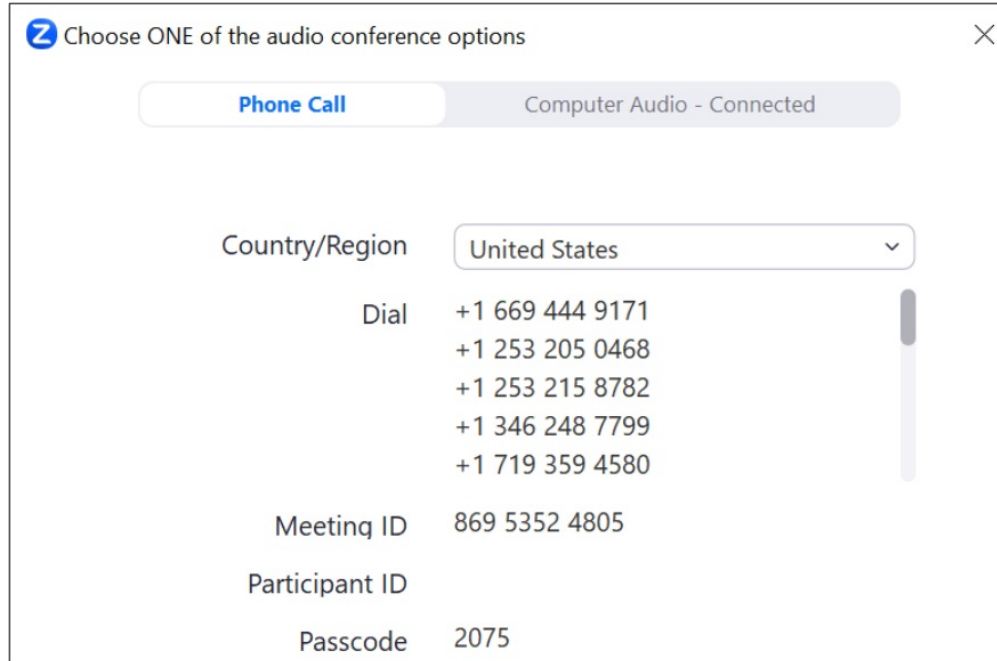 Z Choose ONE of the audio conference options
Phone Call Computer Audio - Connected
Country/Region United States
Dial +1 669 444 9171
+1 253 205 0468
+1 253 215 8782
+1 346 248 7799
+1 719 359 4580
Meeting ID 869 5352 4805
Participant ID
Passcode 2075